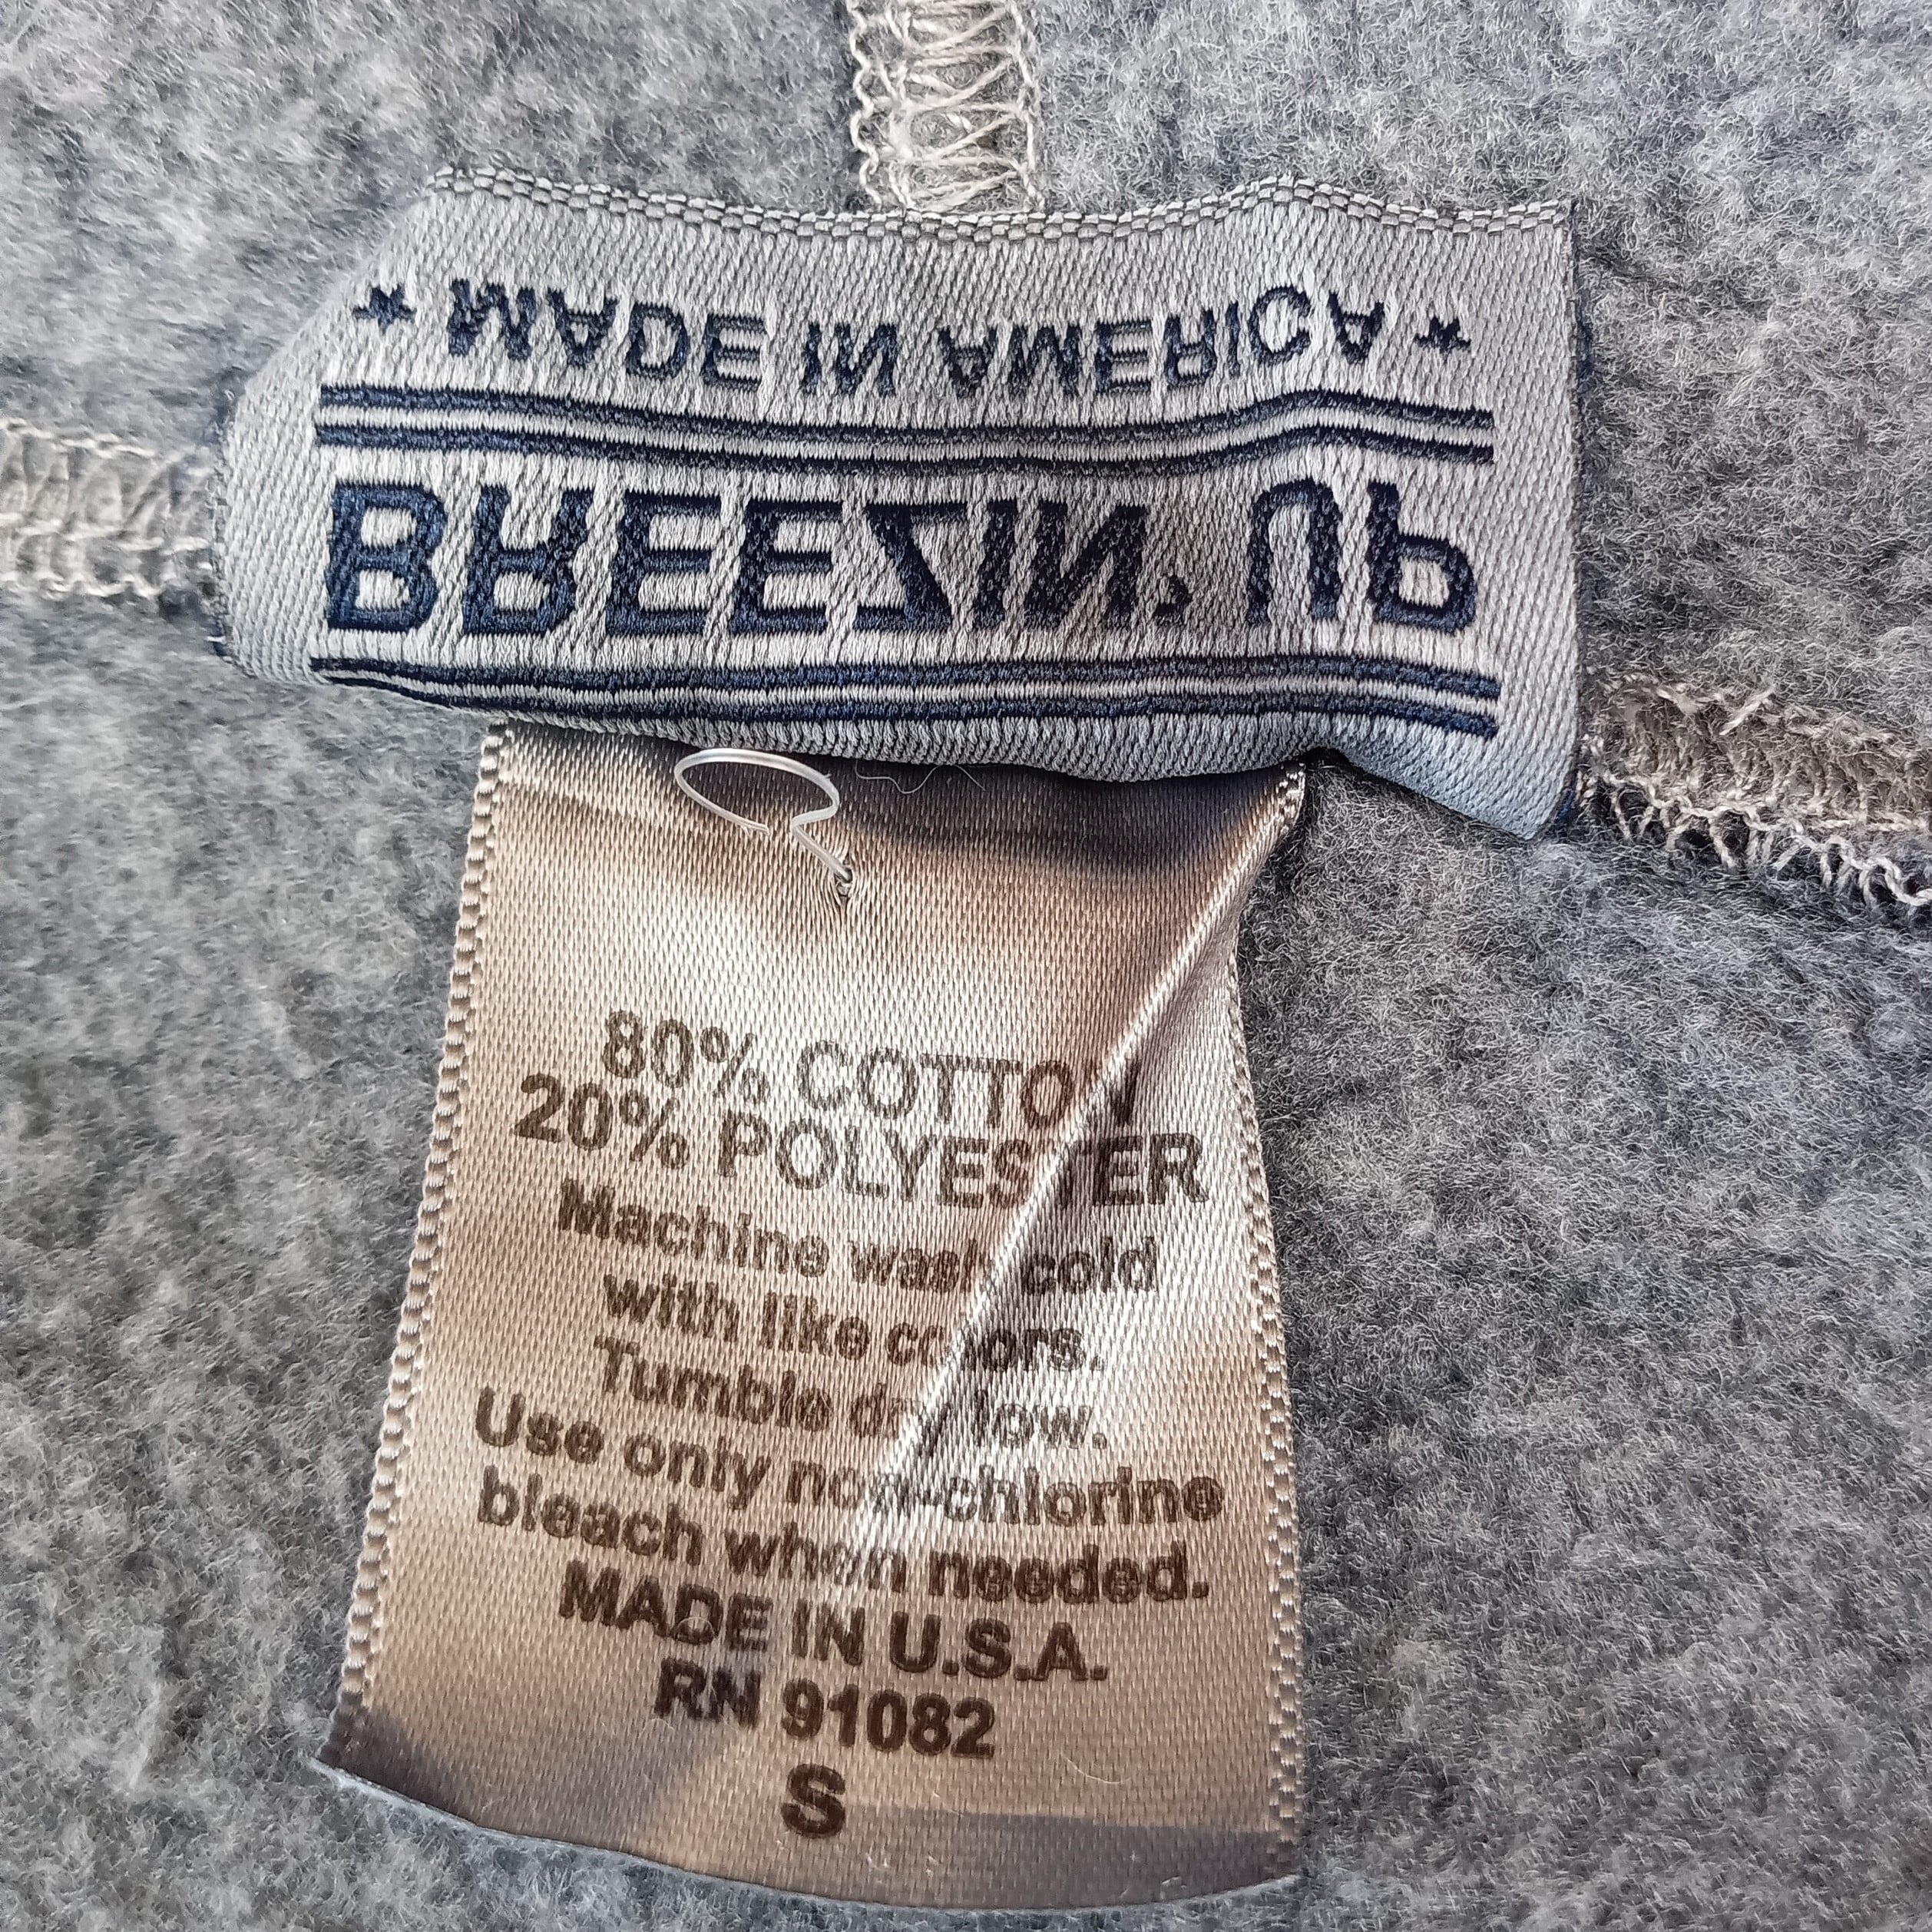 BREEZIN' UP
★ MADE IN AMERICA ★
80% COTTON
20% POLYESTER
Machine wash cold
with like colors.
Tumble dry low.
Use only non-chlorine
bleach when needed.
MADE IN U.S.A.
RN 91082
S